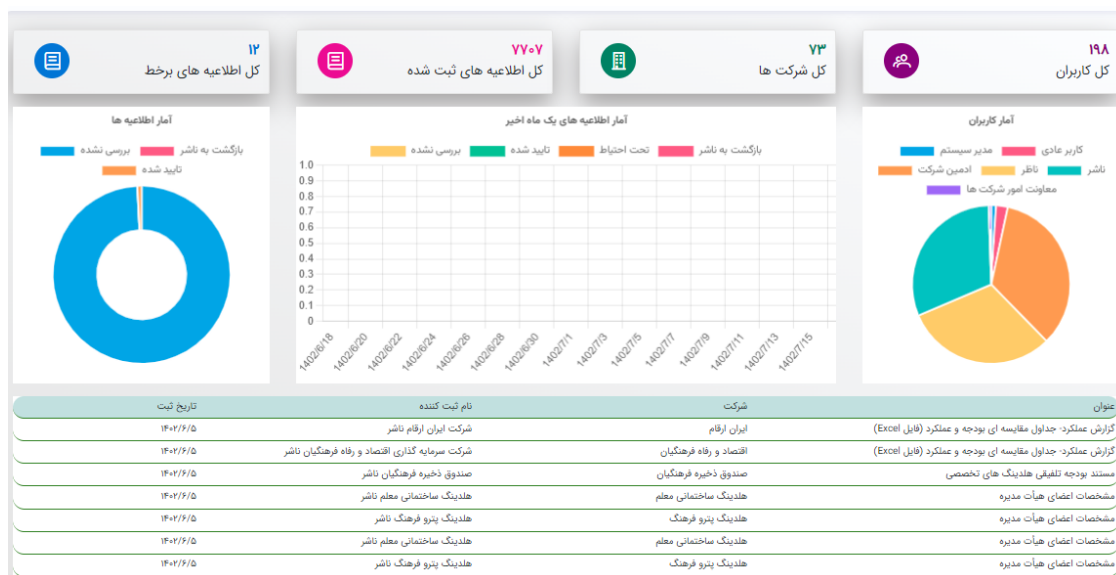 ۱۹۸
کل کاربران
۷۳
کل شرکت ها
۷۷۰۷
کل اطلاعیه های ثبت شده
۱۲
کل اطلاعیه های برخط
آمار کاربران
کاربر عادی مدیر سیستم
ناشر ناظر ادمین شرکت
معاونت امور شرکت ها
آمار اطلاعیه های یک ماه اخیر
بازگشت به ناشر تحت احتیاط تایید شده بررسی نشده
1.0
0.9
0.8
0.7
0.6
0.5
0.4
0.3
0.2
0.1
0
1402/6/18 1402/6/20 1402/6/22 1402/6/24 1402/6/26 1402/6/28 1402/6/30 1402/7/1 1402/7/3 1402/7/5 1402/7/7 1402/7/9 1402/7/11 1402/7/13 1402/7/15
آمار اطلاعیه ها
بازگشت به ناشر بررسی نشده
تایید شده
عنوان شرکت نام ثبت کننده تاریخ ثبت
گزارش عملکرد- جداول مقایسه ای بودجه و عملکرد (فایل Excel) ایران ارقام شرکت ایران ارقام ناشر ۱۴۰۲/۶/۵
گزارش عملکرد- جداول مقایسه ای بودجه و عملکرد (فایل Excel) اقتصاد و رفاه فرهنگیان شرکت سرمایه گذاری اقتصاد و رفاه فرهنگیان ناشر ۱۴۰۲/۶/۵
مستند بودجه تلفیقی هلدینگ های تخصصی صندوق ذخیره فرهنگیان صندوق ذخیره فرهنگیان ناشر ۱۴۰۲/۶/۵
مشخصات اعضای هیأت مدیره هلدینگ ساختمانی معلم هلدینگ ساختمانی معلم ناشر ۱۴۰۲/۶/۵
مشخصات اعضای هیأت مدیره هلدینگ پترو فرهنگ هلدینگ پترو فرهنگ ناشر ۱۴۰۲/۶/۵
مشخصات اعضای هیأت مدیره هلدینگ ساختمانی معلم هلدینگ ساختمانی معلم ناشر ۱۴۰۲/۶/۵
مشخصات اعضای هیأت مدیره هلدینگ پترو فرهنگ هلدینگ پترو فرهنگ ناشر ۱۴۰۲/۶/۵